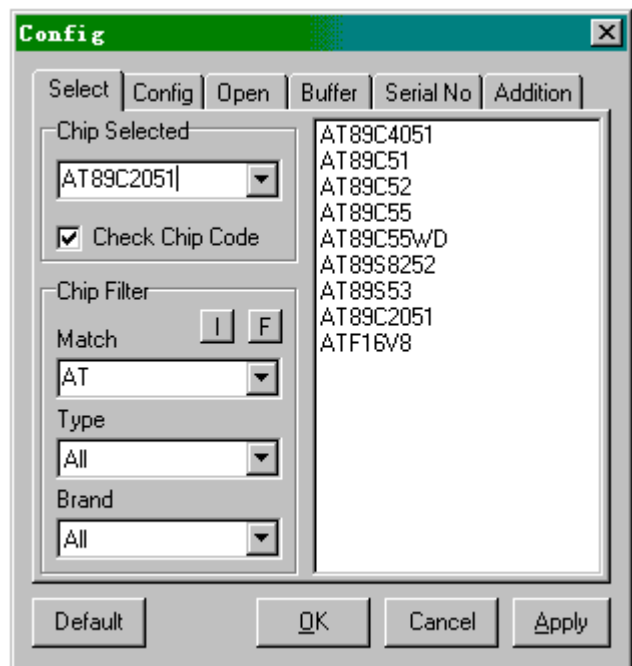 Config
Select Config Open Buffer Serial No Addition
Chip Selected
AT89C2051
Check Chip Code
Chip Filter
I F
Match
AT
Type
All
Brand
All
AT89C4051
AT89C51
AT89C52
AT89C55
AT89C55WD
AT89S8252
AT89S53
AT89C2051
ATF16V8
Default OK Cancel Apply